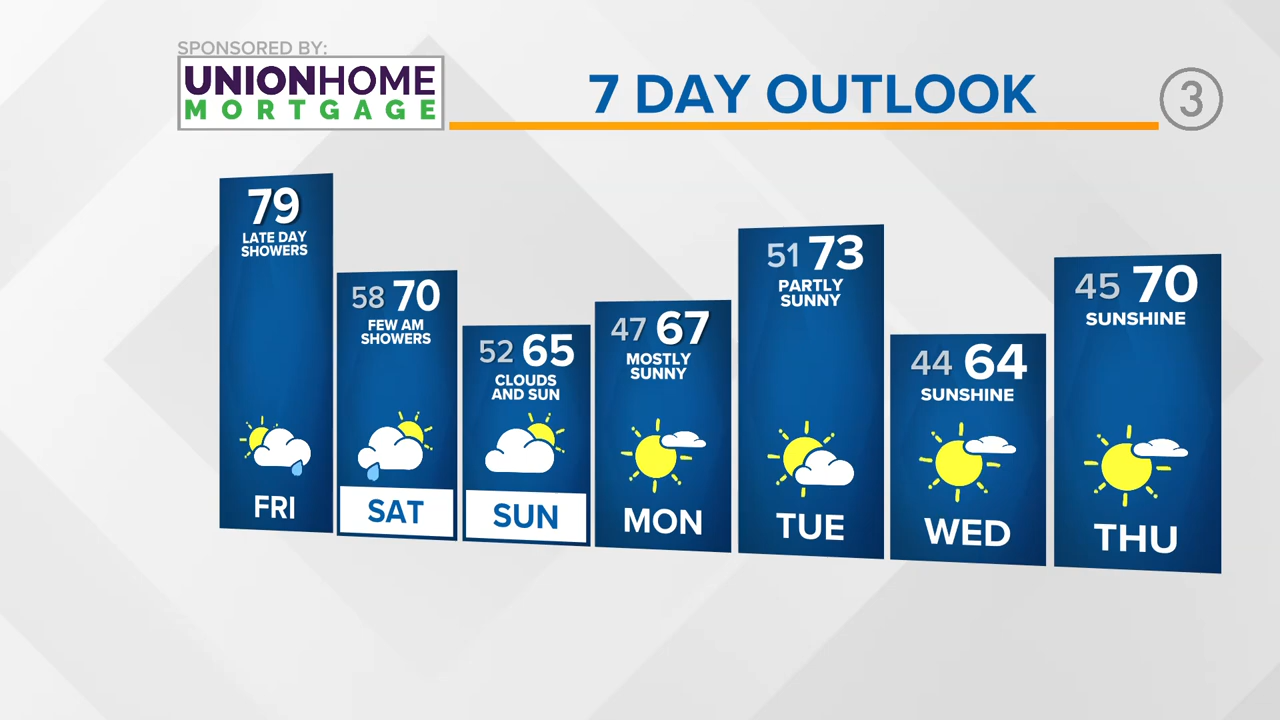 SPONSORED BY:
UNIONHOME
MORTGAGE
7 DAY OUTLOOK
3
79
LATE DAY
SHOWERS
FRI
58 70
FEW AM
SHOWERS
SAT
52 65
CLOUDS
AND SUN
SUN
47 67
MOSTLY
SUNNY
MON
51 73
PARTLY
SUNNY
TUE
44 64
SUNSHINE
WED
45 70
SUNSHINE
THU